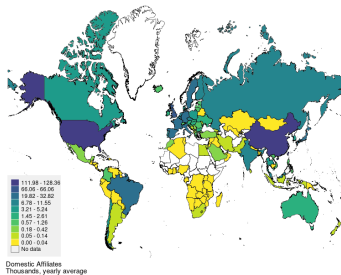 111.98 - 128.36
66.06 - 66.06
19.82 - 32.82
6.78 - 11.55
3.21 - 5.24
1.45 - 2.61
0.57 - 1.26
0.18 - 0.42
0.05 - 0.14
0.00 - 0.04
No data
Domestic Affiliates
Thousands, yearly average